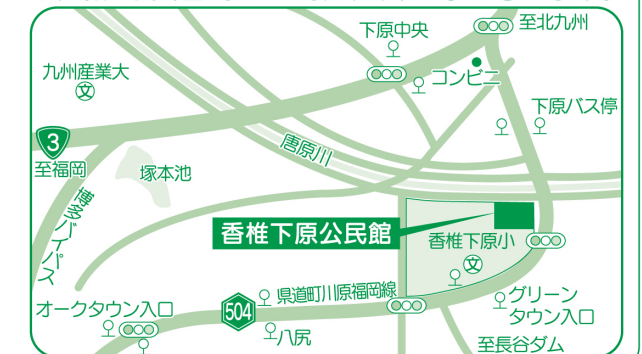 下原中央
至北九州
九州産業大
文
コンビニ
下原バス停
3
至福岡
塚本池
唐原川
博多バイパス
香椎下原公民館
香椎下原小
文
県道町川原福岡線
504
オークタウン入口
八尻
グリーン
タウン入口
至長谷ダム